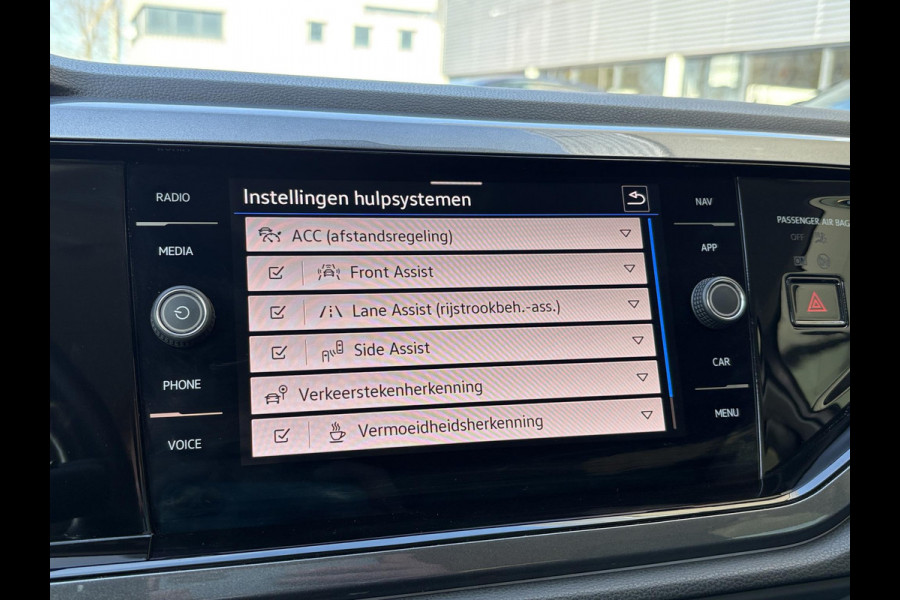 RADIO
MEDIA
PHONE
VOICE
Instellingen hulpsystemen
ACC (afstandsregeling)
Front Assist
Lane Assist (rijstrookbeh.-ass.)
Side Assist
Verkeerstekenherkenning
Vermoeidheidsherkenning
NAV
APP
CAR
MENU
PASSENGER AIR BAG
OFF